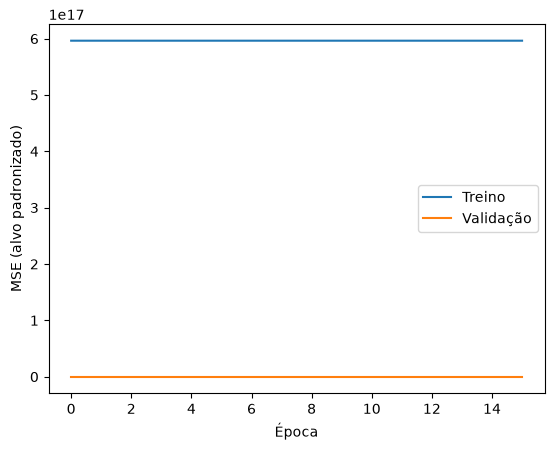 1e17
6
5
4
3
2
1
0
MSE (alvo padronizado)
Treino
Validação
0 2 4 6 8 10 12 14
Época